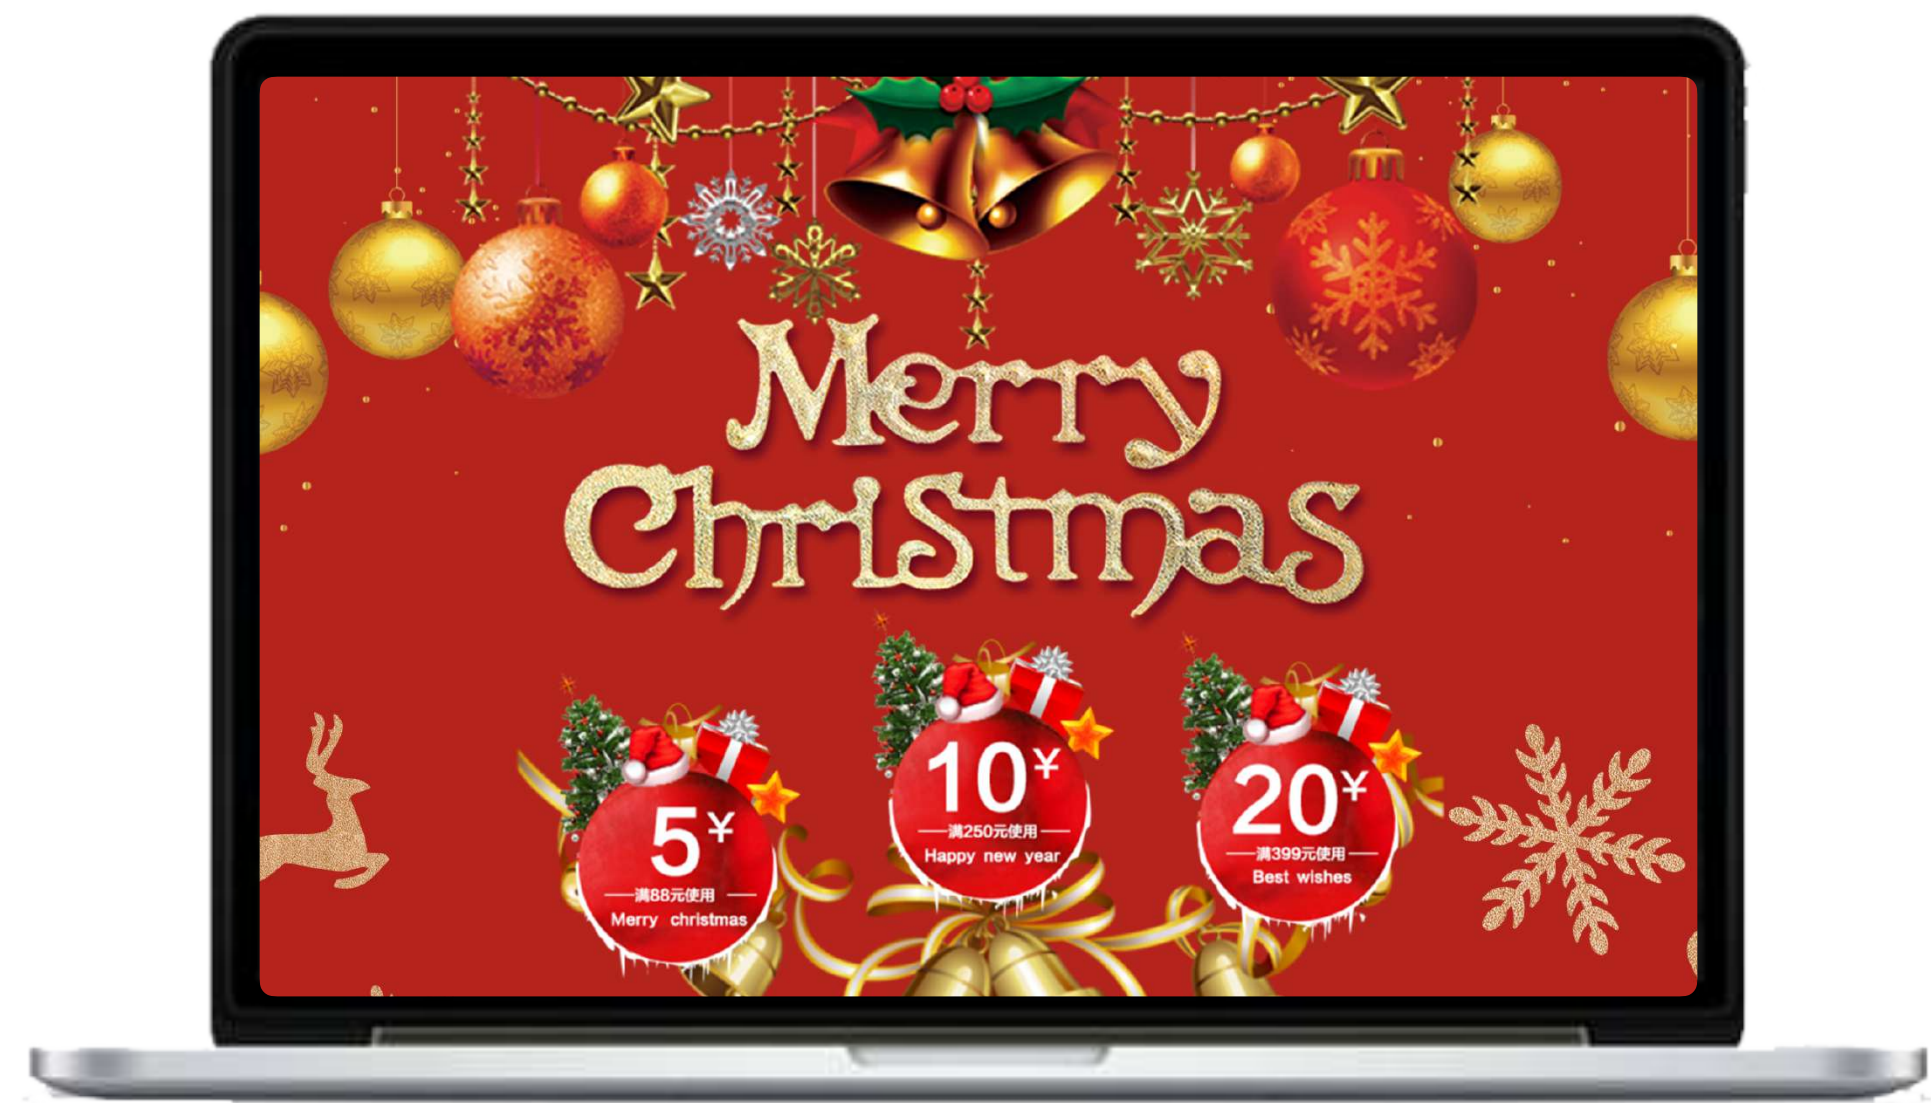 Merry
Christmas
5¥
满88元使用
Merry christmas
10¥
满250元使用
Happy new year
20¥
满399元使用
Best wishes